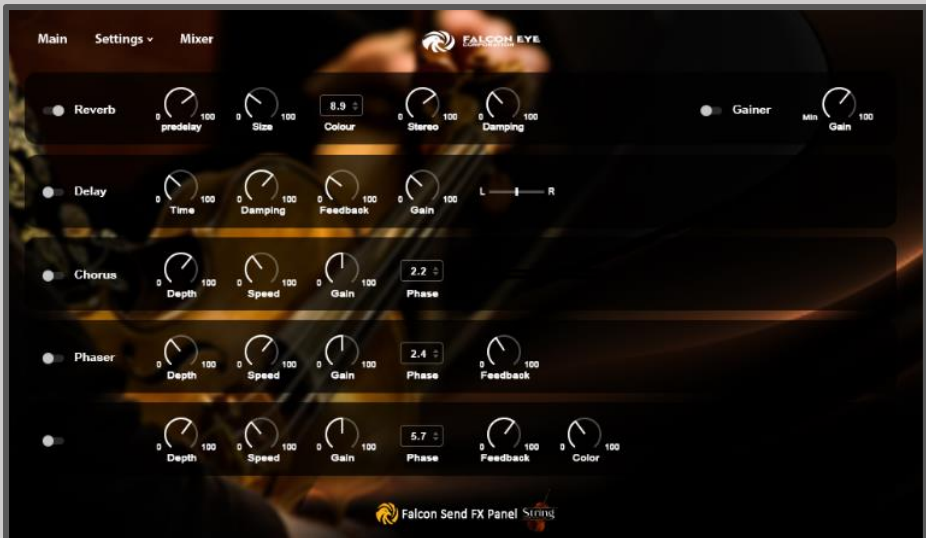 Main Settings Mixer
FALCON EYE
CORPORATION
Reverb 0 100 predelay 0 100 Size 8.9 Colour 0 100 Stereo 0 100 Damping Gainer Min 100 Gain
Delay 0 100 Time 0 100 Damping 0 100 Feedback 0 100 Gain L R
Chorus 0 100 Depth 0 100 Speed 0 100 Gain 2.2 Phase
Phaser 0 100 Depth 0 100 Speed 0 100 Gain 2.4 Phase 0 100 Feedback
0 100 Depth 0 100 Speed 0 100 Gain 5.7 Phase 0 100 Feedback 0 100 Color
Falcon Send FX Panel String